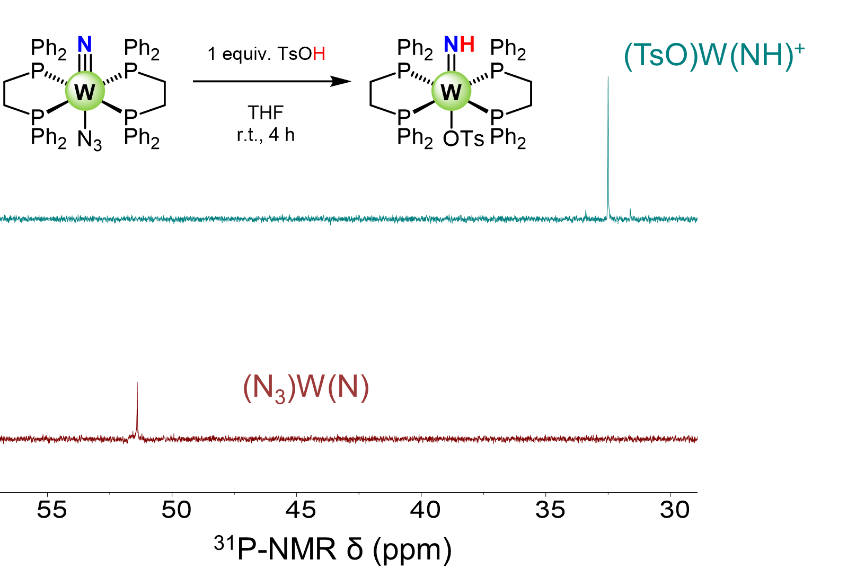 Ph2 N Ph2
P P
W
P P
Ph2 N3 Ph2
1 equiv. TsOH
THF
r.t., 4 h
Ph2 NH Ph2
P P
W
P P
Ph2 OTs Ph2
(TsO)W(NH)+
(N3)W(N)
55 50 45 40 35 30
31P-NMR δ (ppm)